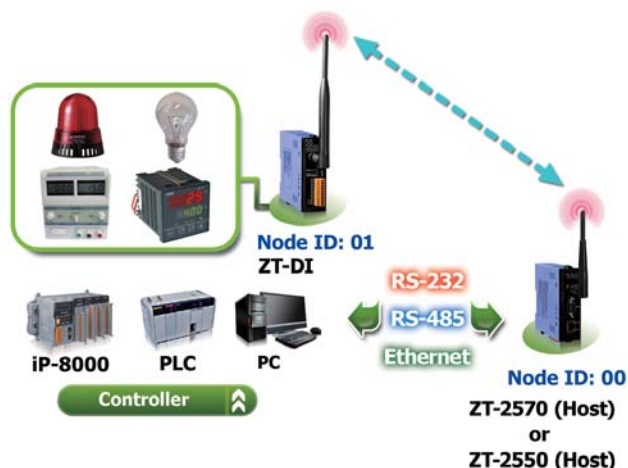 Node ID: 01
ZT-DI
RS-232
RS-485
Ethernet
iP-8000
PLC
PC
Controller
Node ID: 00
ZT-2570 (Host)
or
ZT-2550 (Host)